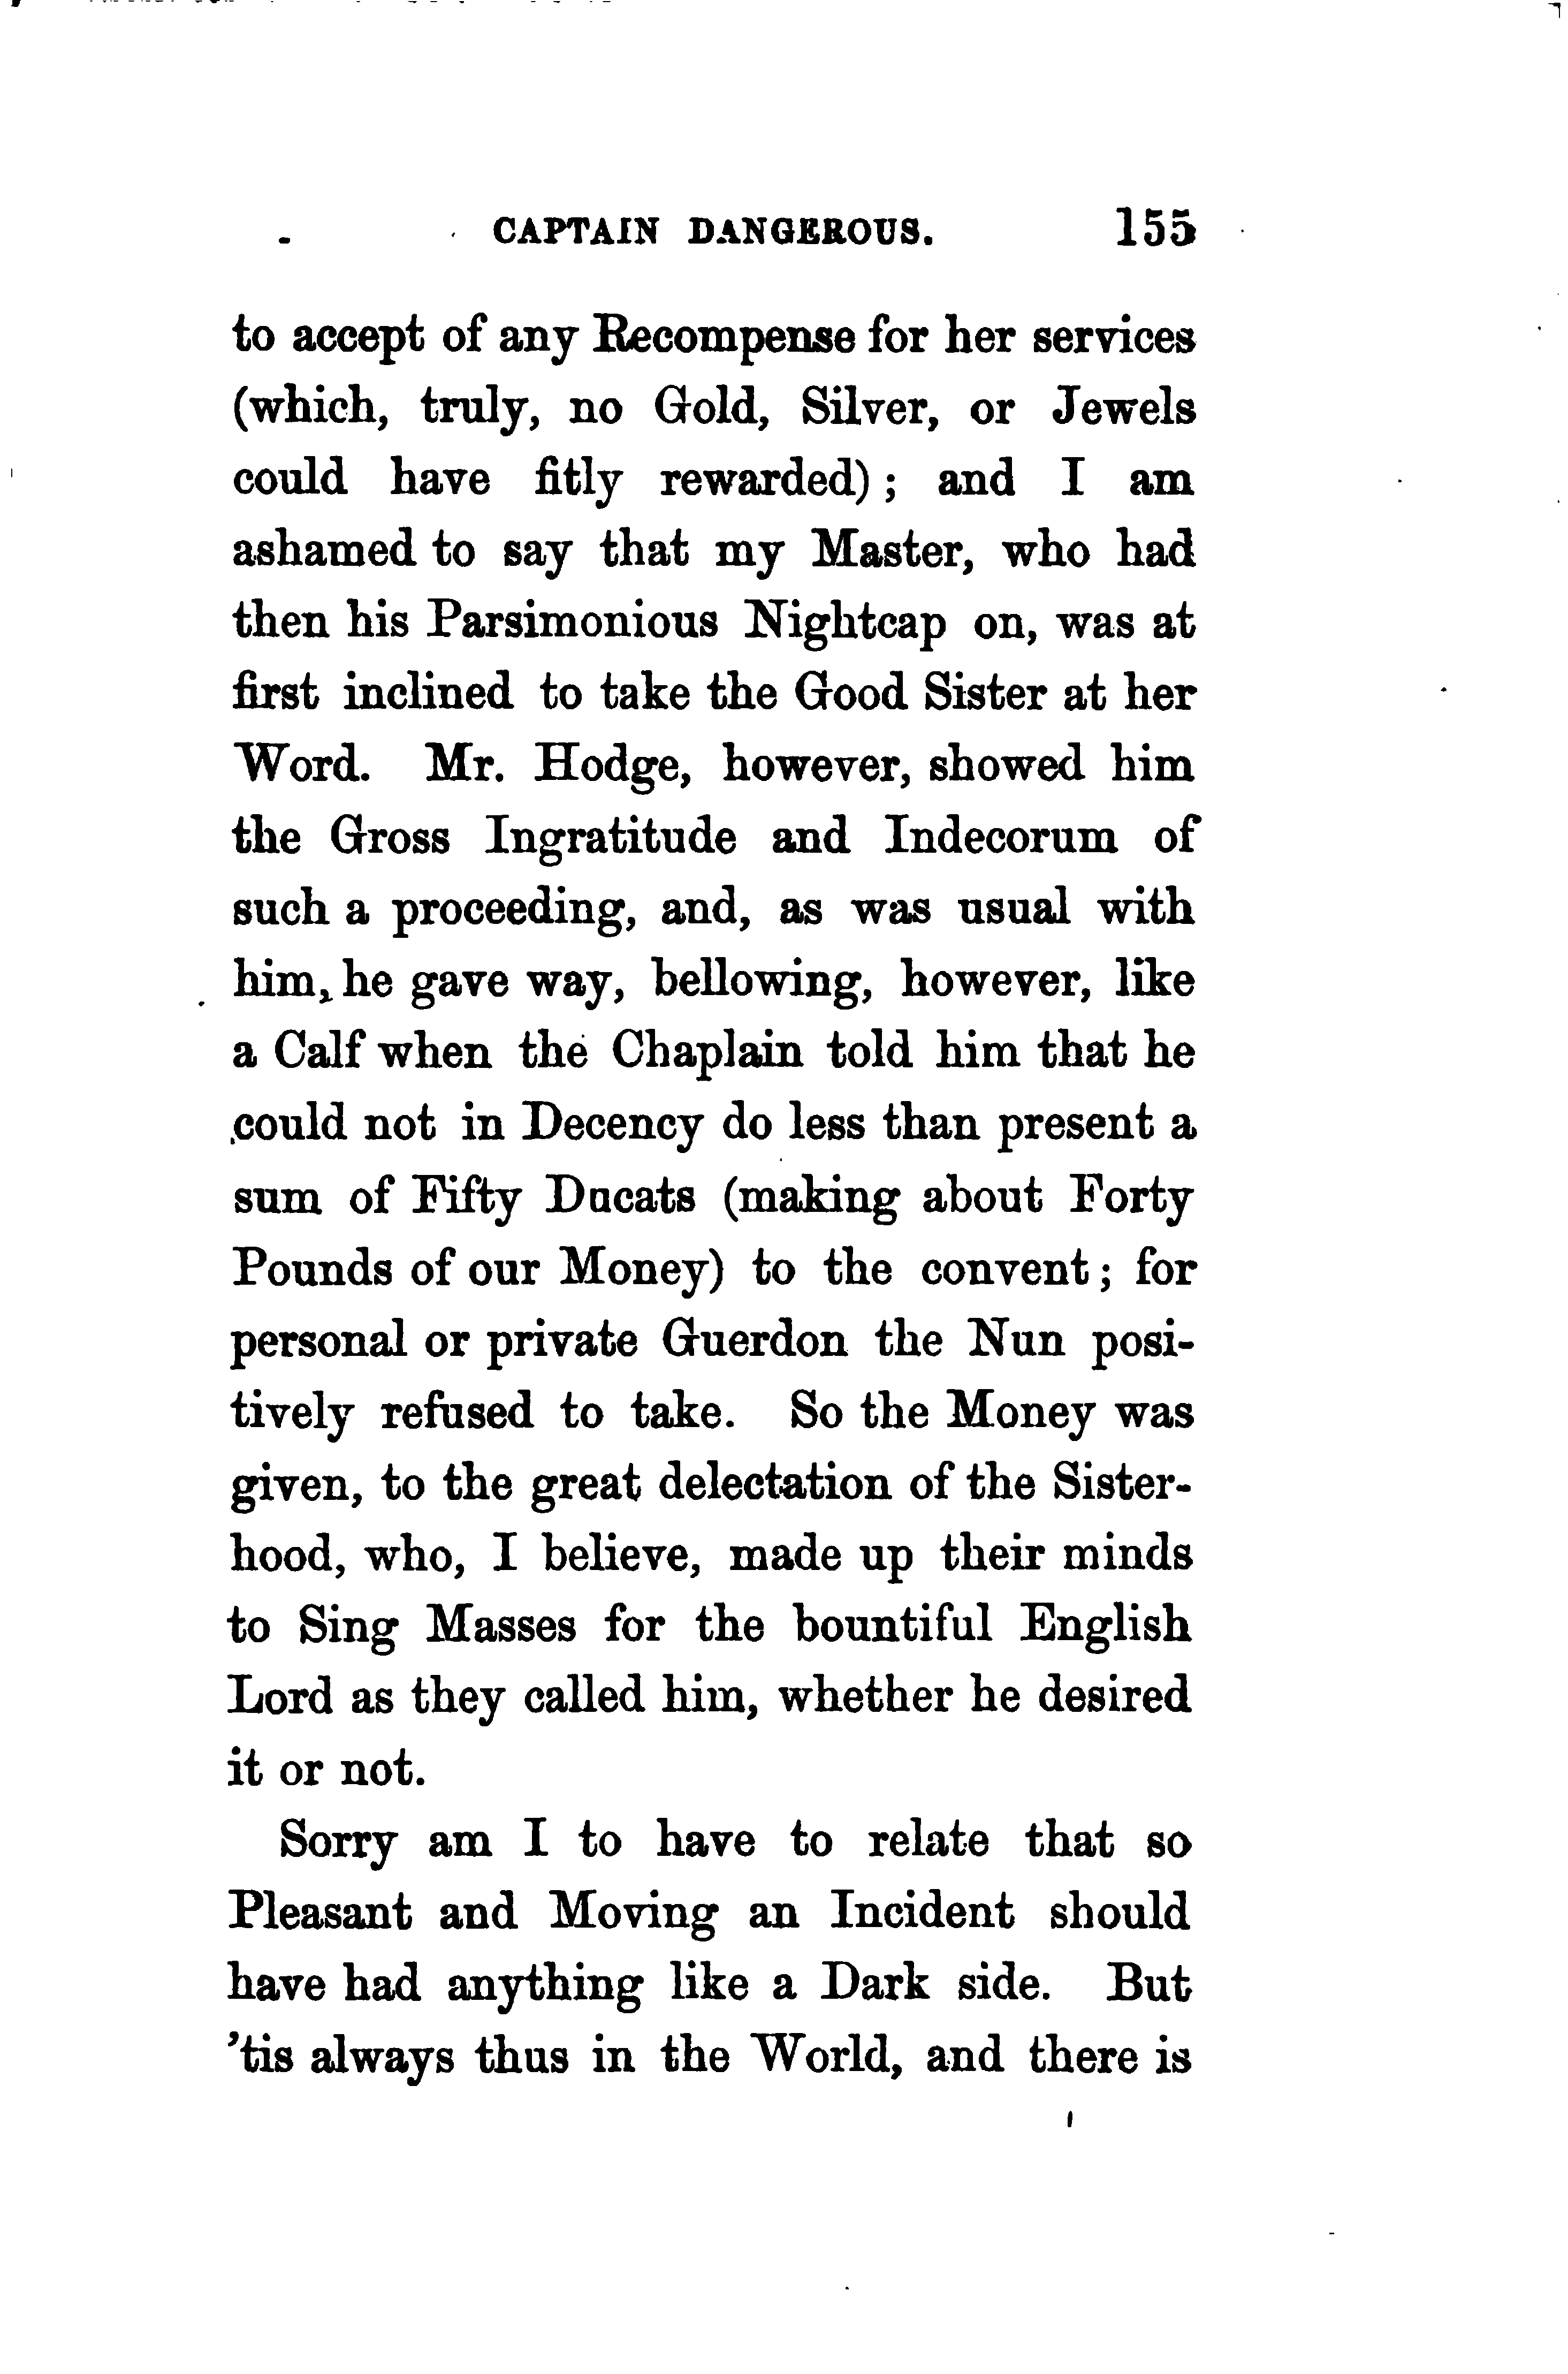 CAPTAIN DANGEROUS. 155
to accept of any Recompense for her services
(which, truly, no Gold, Silver, or Jewels
could have fitly rewarded) ; and I am
ashamed to say that my Master, who had
then his Parsimonious Nightcap on, was at
first inclined to take the Good Sister at her
Word. Mr. Hodge, however, showed him
the Gross Ingratitude and Indecorum of
such a proceeding, and, as was usual with
him, he gave way, bellowing, however, like
a Calf when the Chaplain told him that he
could not in Decency do less than present a
sum of Fifty Ducats (making about Forty
Pounds of our Money) to the convent ; for
personal or private Guerdon the Nun posi-
tively refused to take. So the Money was
given, to the great delectation of the Sister-
hood, who, I believe, made up their minds
to Sing Masses for the bountiful English
Lord as they called him, whether he desired
it or not.
Sorry am I to have to relate that so
Pleasant and Moving an Incident should
have had anything like a Dark side. But
'tis always thus in the World, and there is